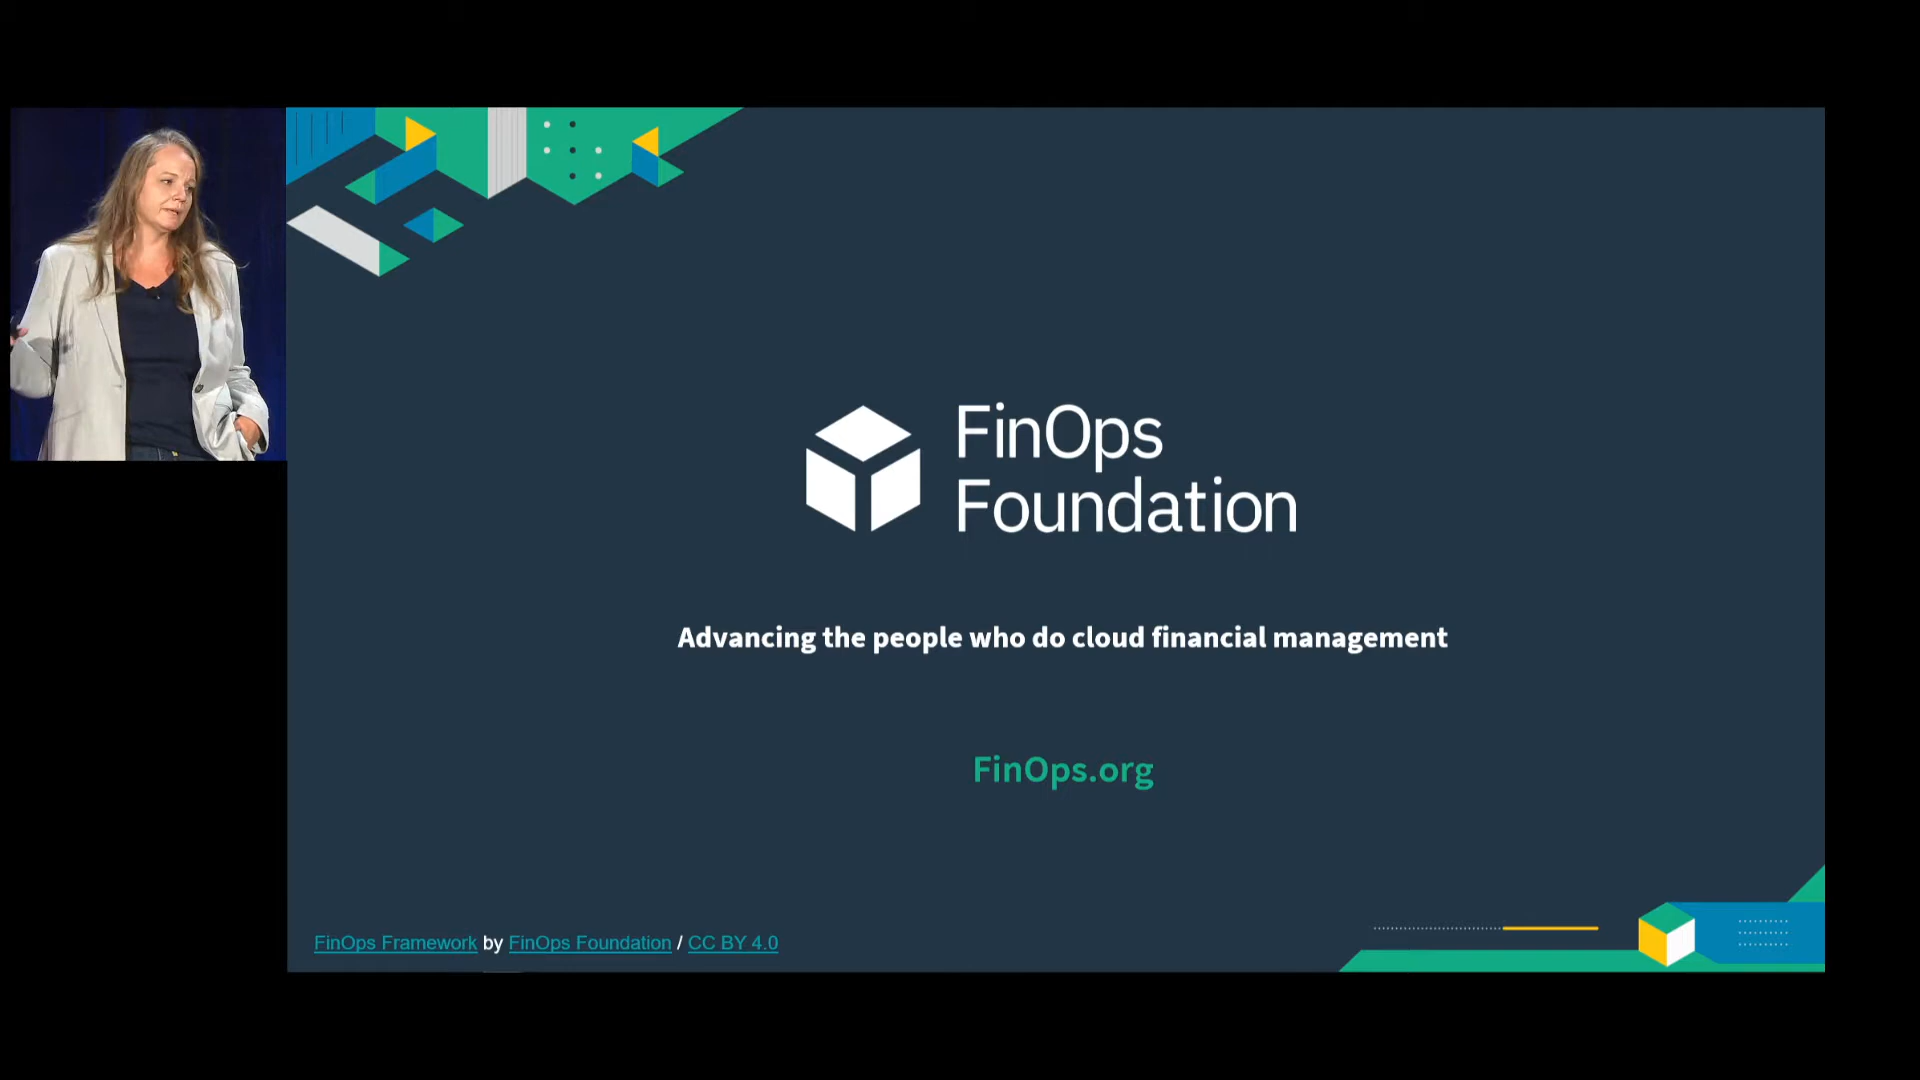 FinOps
Foundation
Advancing the people who do cloud financial management
FinOps.org
FinOps Framework by FinOps Foundation / CC BY 4.0